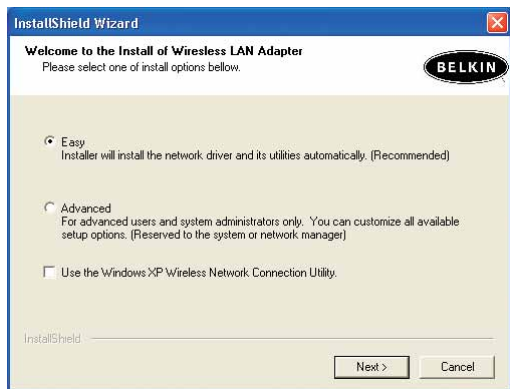 InstallShield Wizard
Welcome to the Install of Wiresless LAN Adapter
Please select one of install options bellow.
BELKIN
Easy
Installer will install the network driver and its utilities automatically. (Recommended)
Advanced
For advanced users and system administrators only. You can customize all available
setup options. (Reserved to the system or network manager)
Use the Windows XP Wireless Network Connection Utility.
InstallShield
Next >
Cancel